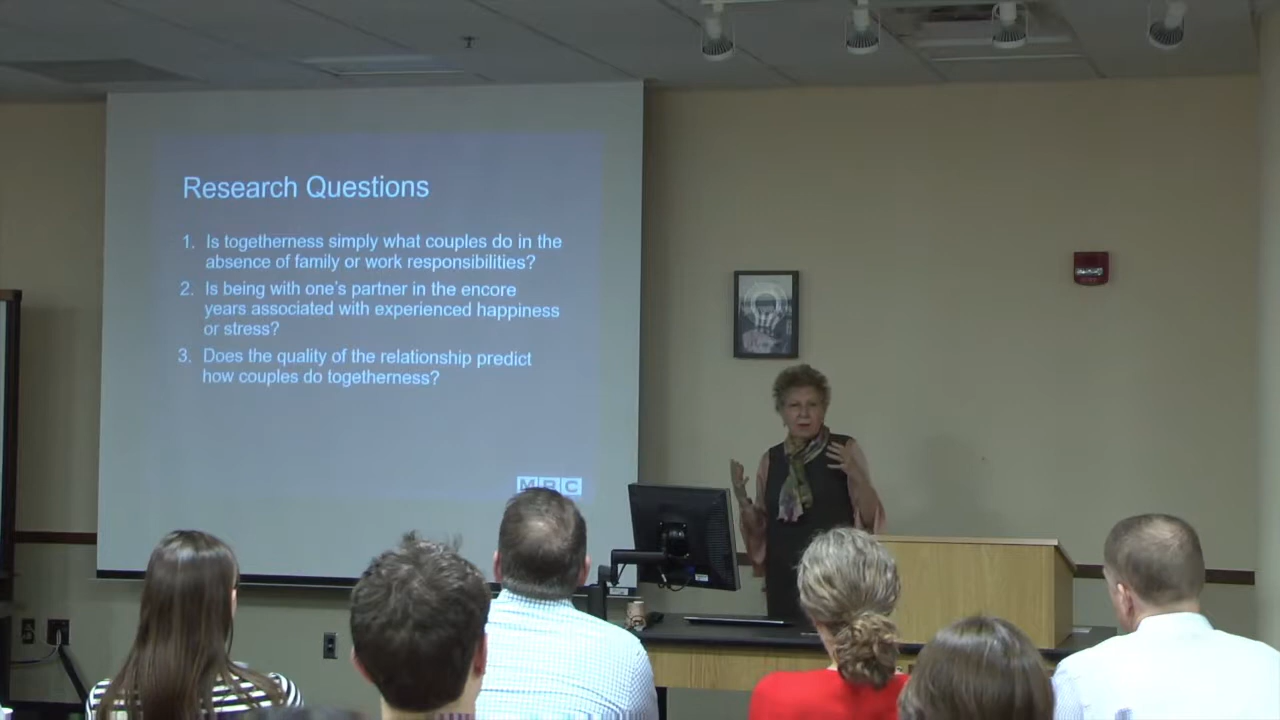 Research Questions
1. Is togetherness simply what couples do in the
absence of family or work responsibilities?
2. Is being with one's partner in the encore
years associated with experienced happiness
or stress?
3. Does the quality of the relationship predict
how couples do togetherness?
MPC